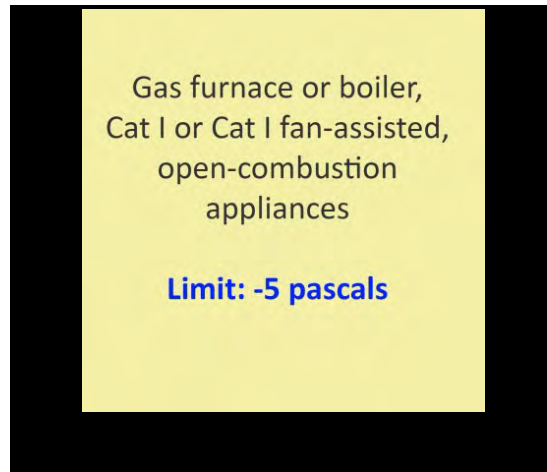 Gas furnace or boiler,
Cat I or Cat I fan-assisted,
open-combustion
appliances
Limit: -5 pascals